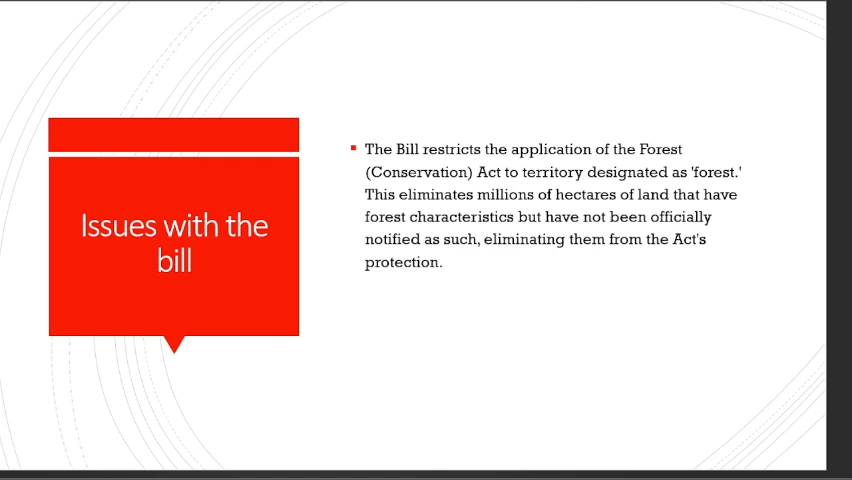 Issues with the
bill
The Bill restricts the application of the Forest
(Conservation) Act to territory designated as 'forest.'
This eliminates millions of hectares of land that have
forest characteristics but have not been officially
notified as such, eliminating them from the Act's
protection.